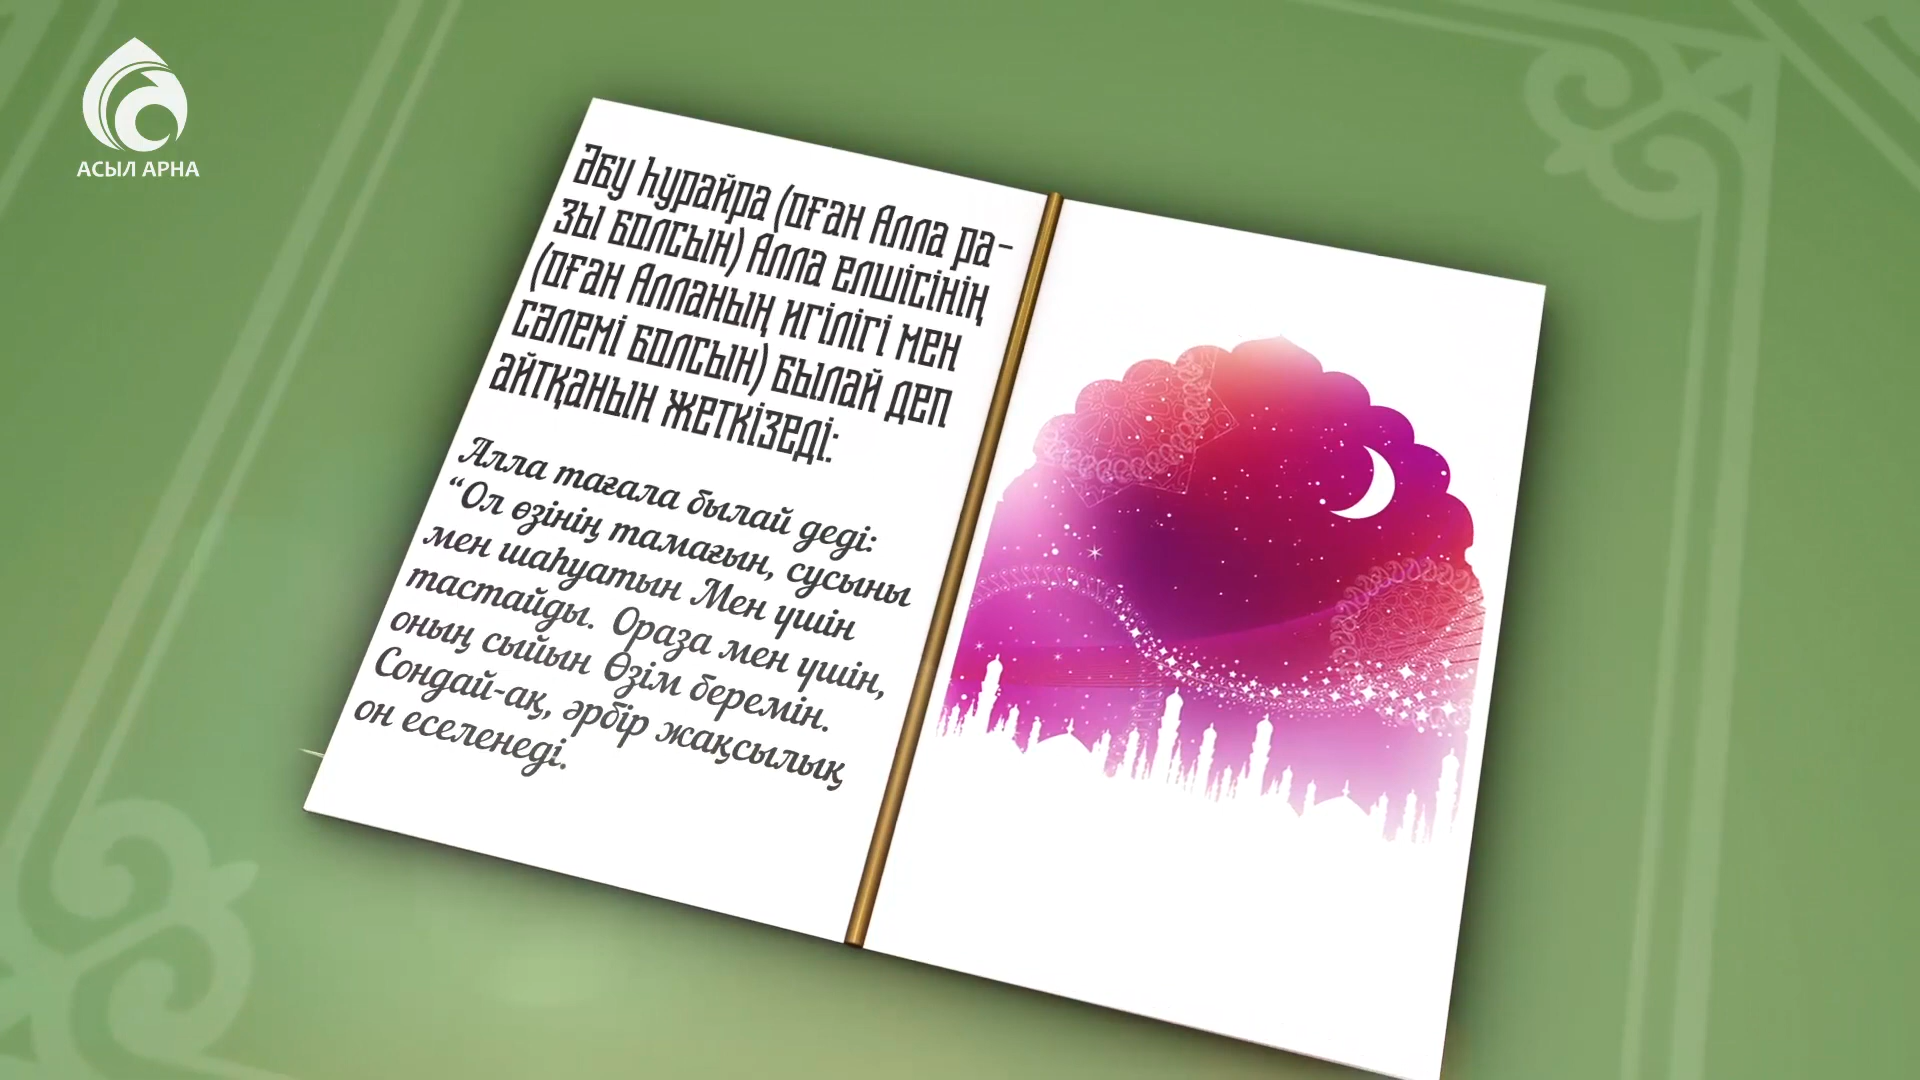 АСЫЛ АРНА
Әбу Һурайра (оған Алла ра-
зы болсын) Алла елшісінің
(оған Алланың игілігі мен
сәлемі болсын) былай деп
айтқанын жеткізеді:
Алла тағала былай деді:
“Ол өзінің тамағын, сусыны
мен шаһуатын Мен үшін
тастайды. Ораза мен үшін,
оның сыйын Өзім беремін.
Сондай-ақ, әрбір жақсылық
он еселенеді.